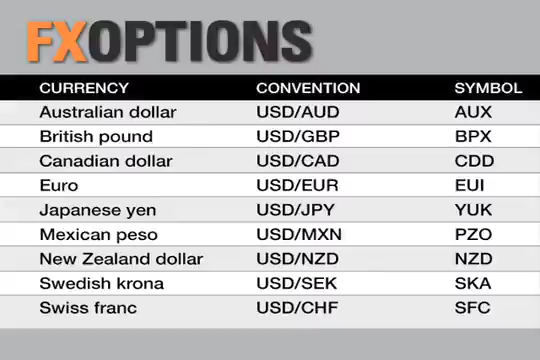 FXOPTIONS
CURRENCY CONVENTION SYMBOL
Australian dollar USD/AUD AUX
British pound USD/GBP BPX
Canadian dollar USD/CAD CDD
Euro USD/EUR EUI
Japanese yen USD/JPY YUK
Mexican peso USD/MXN PZO
New Zealand dollar USD/NZD NZD
Swedish krona USD/SEK SKA
Swiss franc USD/CHF SFC